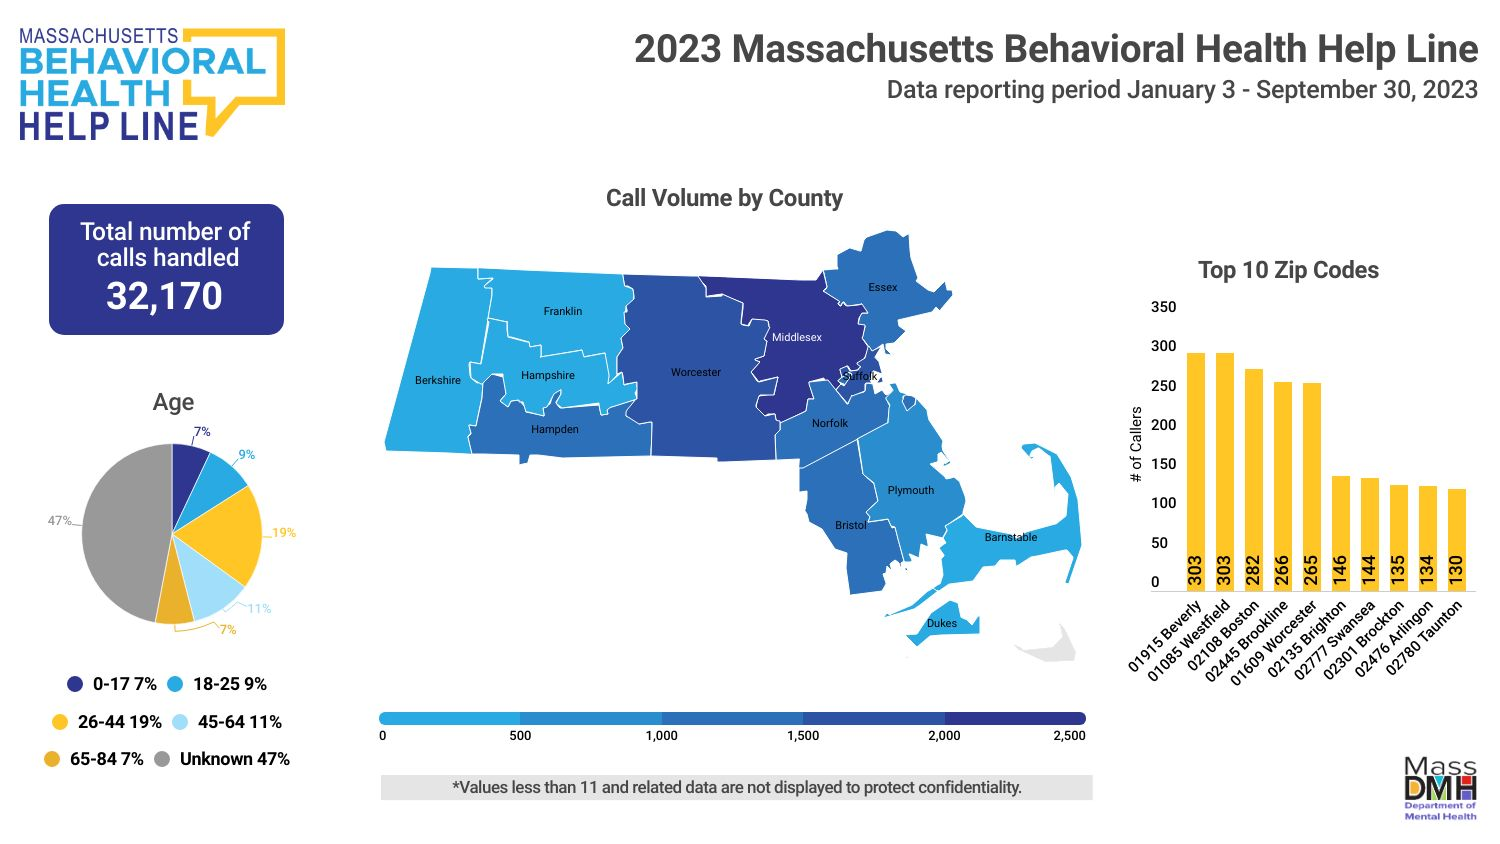 MASSACHUSETTS
BEHAVIORAL
HEALTH
HELP LINE
2023 Massachusetts Behavioral Health Help Line
Data reporting period January 3 - September 30, 2023
Total number of
calls handled
32,170
Age
7%
9%
19%
11%
7%
47%
0-17 7%
18-25 9%
26-44 19%
45-64 11%
65-84 7%
Unknown 47%
Call Volume by County
Essex
Franklin
Middlesex
Worcester
Suffolk
Berkshire
Hampshire
Norfolk
Hampden
Plymouth
Bristol
Barnstable
Dukes
0
500
1,000
1,500
2,000
2,500
*Values less than 11 and related data are not displayed to protect confidentiality.
Top 10 Zip Codes
# of Callers
350
300
250
200
150
100
50
0
303
303
282
266
265
146
144
135
134
130
01915 Beverly
01085 Westfield
02108 Boston
02445 Brookline
01609 Worcester
02135 Brighton
02777 Swansea
02301 Brockton
02476 Arlingon
02780 Taunton
Mass
DMH
Department of
Mental Health